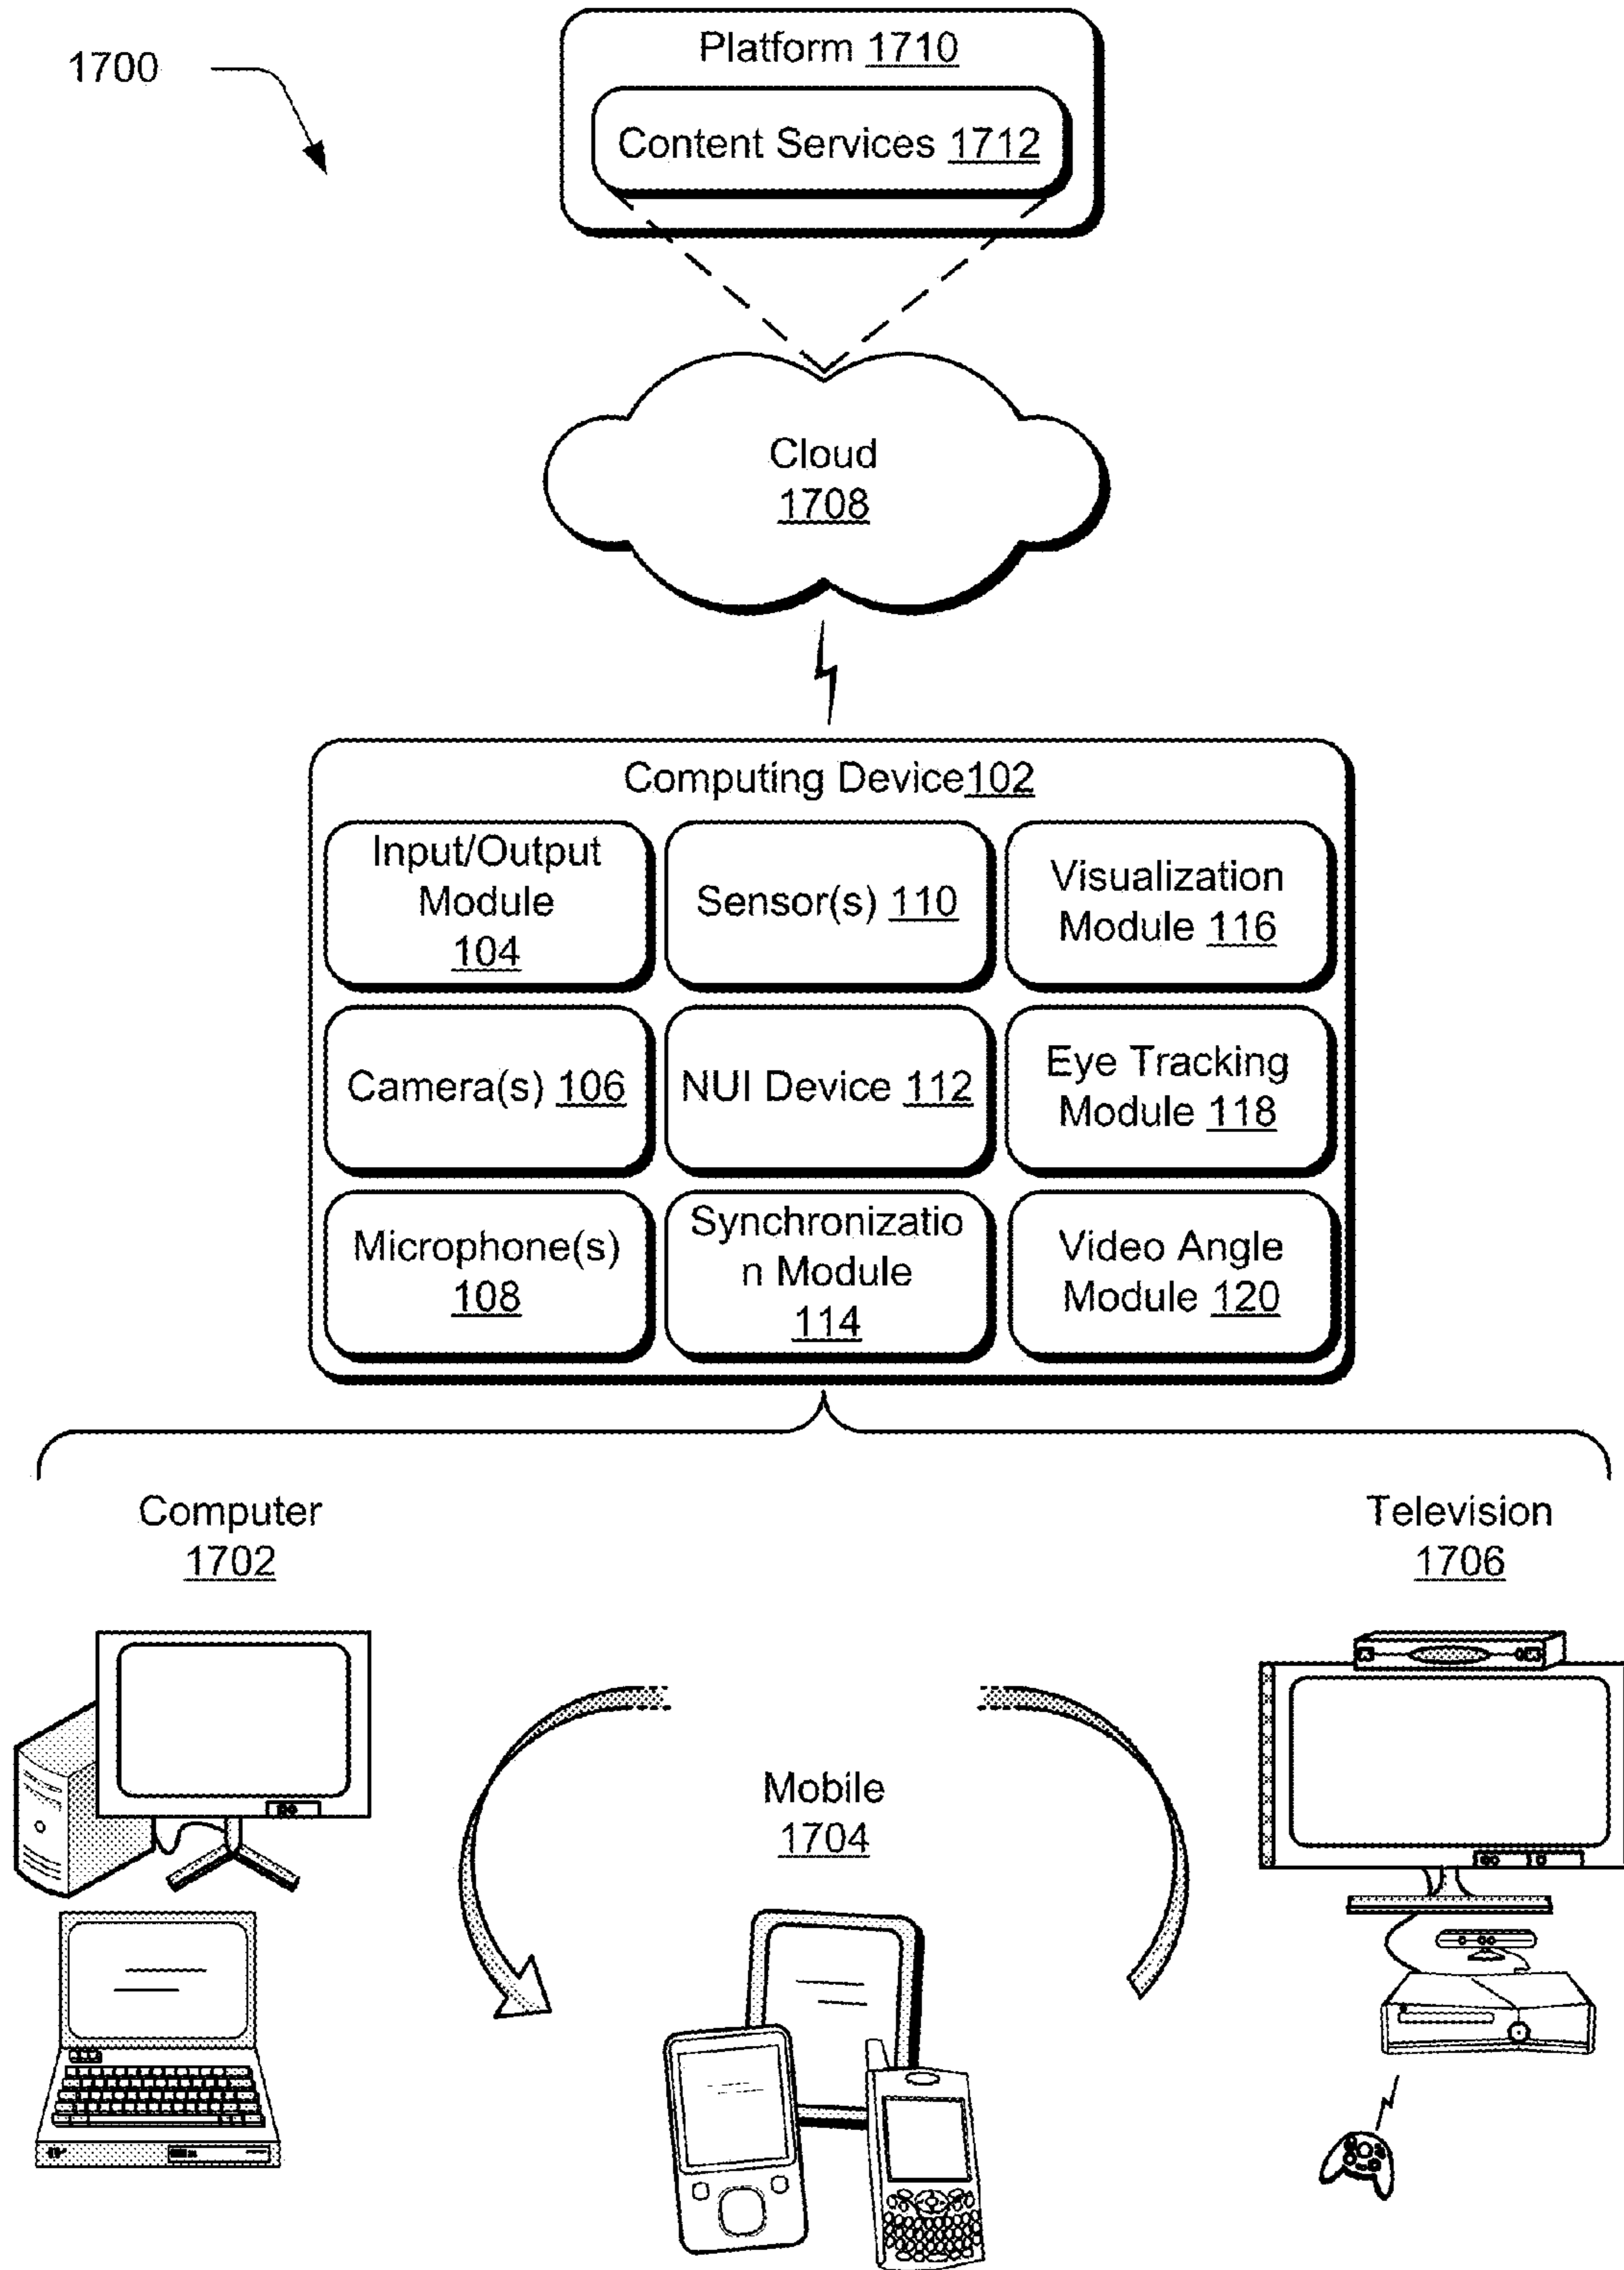 1700
Platform 1710
Content Services 1712
Cloud
1708
Computing Device102
Input/Output
Module
104
Sensor(s) 110
Visualization
Module 116
Camera(s) 106
NUI Device 112
Eye Tracking
Module 118
Microphone(s)
108
Synchronizatio
n Module
114
Video Angle
Module 120
Computer
1702
Television
1706
Mobile
1704